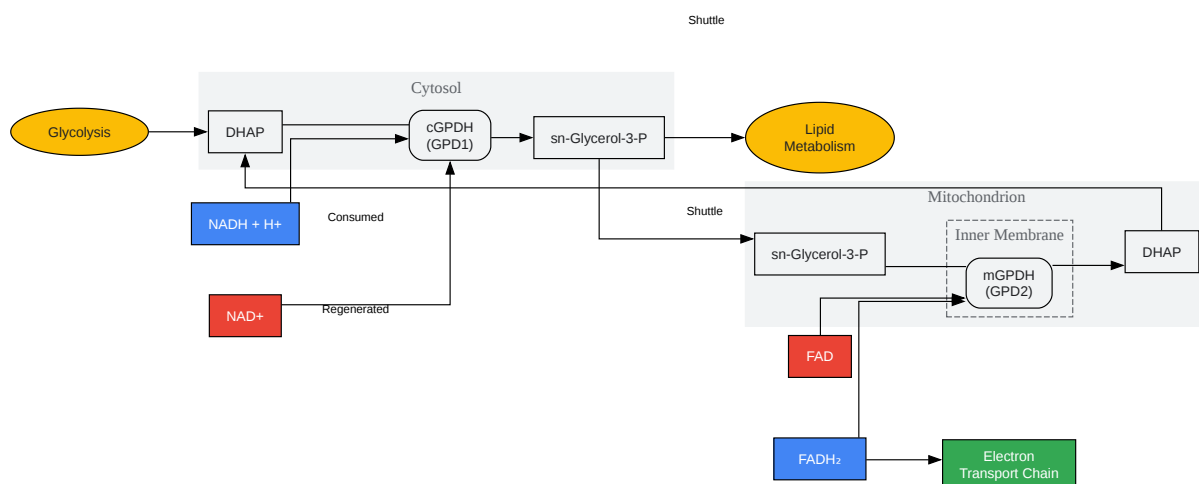 Shuttle
Cytosol
Glycolysis
DHAP
cGPDH
(GPD1)
sn-Glycerol-3-P
Lipid
Metabolism
NADH + H+
Consumed
Shuttle
Mitochondrion
Inner Membrane
sn-Glycerol-3-P
mGPDH
(GPD2)
DHAP
NAD+
Regenerated
FAD
FADH₂
Electron
Transport Chain